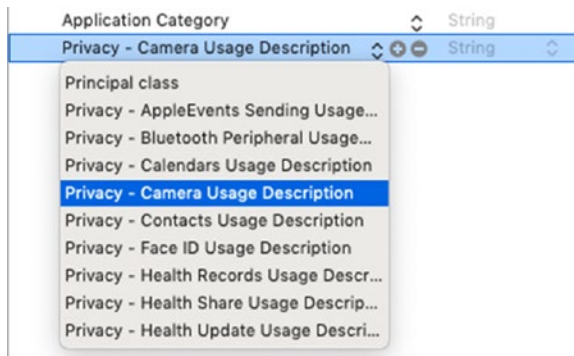 Application Category String
Privacy - Camera Usage Description String
Principal class
Privacy - AppleEvents Sending Usage...
Privacy - Bluetooth Peripheral Usage...
Privacy - Calendars Usage Description
Privacy - Camera Usage Description
Privacy - Contacts Usage Description
Privacy - Face ID Usage Description
Privacy - Health Records Usage Descr...
Privacy - Health Share Usage Descrip...
Privacy - Health Update Usage Descri...